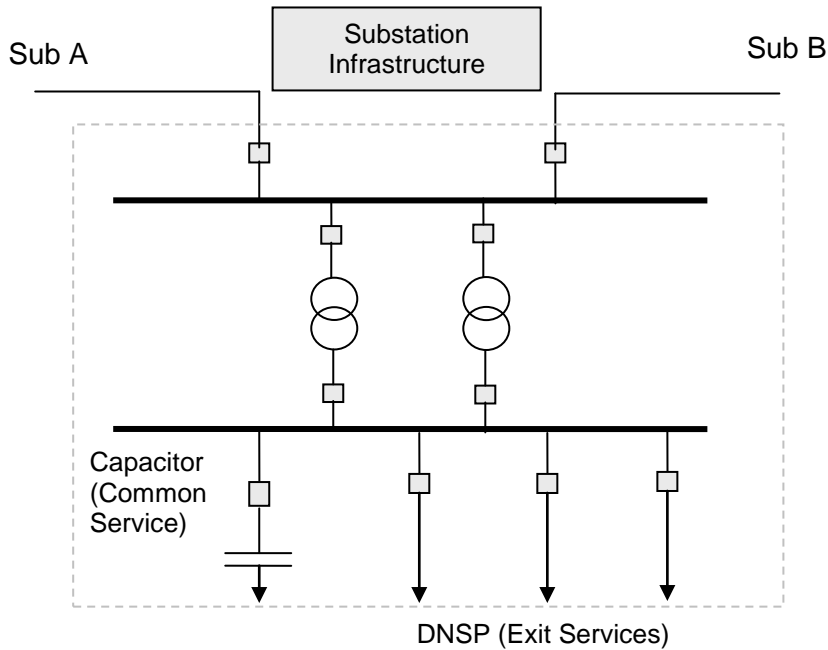 Substation
Infrastructure
Sub A
Sub B
Capacitor
(Common
Service)
DNSP (Exit Services)